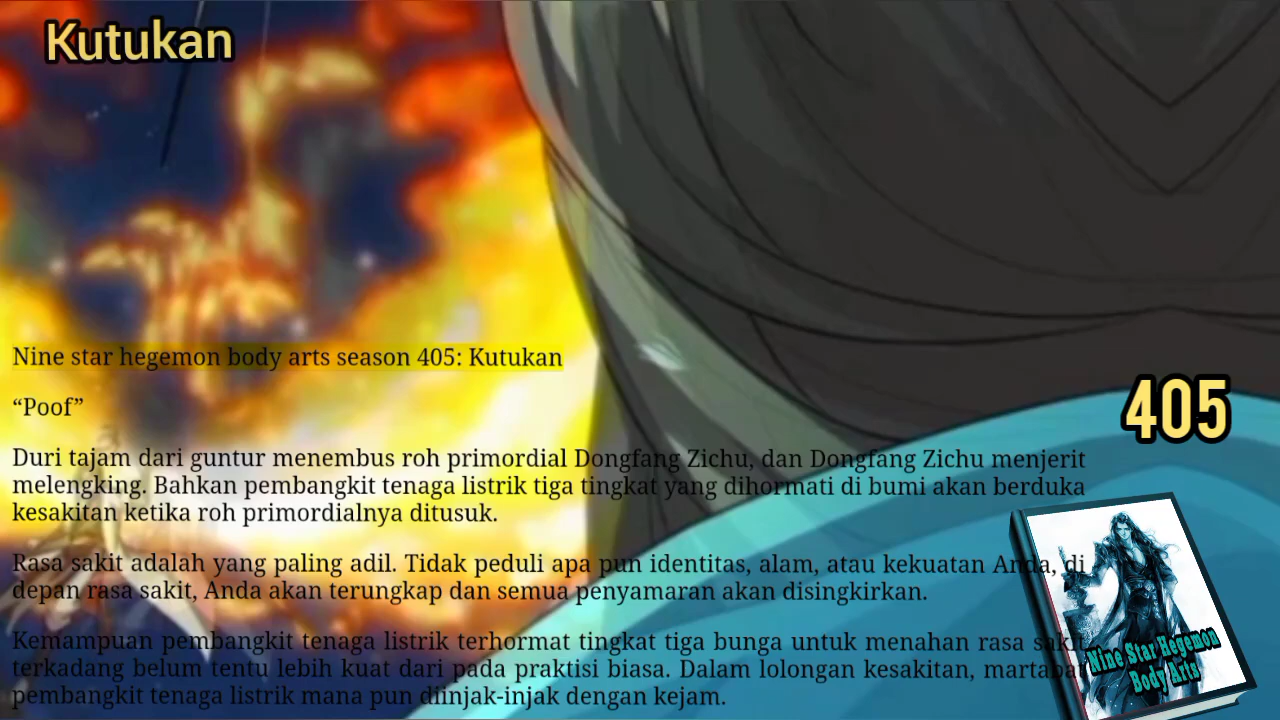 Kutukan
Nine star hegemon body arts season 405: Kutukan
“Poof”
Duri tajam dari guntur menembus roh primordial Dongfang Zichu, dan Dongfang Zichu menjerit
melengking. Bahkan pembangkit tenaga listrik tiga tingkat yang dihormati di bumi akan berduka
kesakitan ketika roh primordialnya ditusuk.
Rasa sakit adalah yang paling adil. Tidak peduli apa pun identitas, alam, atau kekuatan Anda, di
depan rasa sakit, Anda akan terungkap dan semua penyamaran akan disingkirkan.
Kemampuan pembangkit tenaga listrik terhormat tingkat tiga bunga untuk menahan rasa sakit
terkadang belum tentu lebih kuat dari pada praktisi biasa. Dalam lolongan kesakitan, martabat
pembangkit tenaga listrik mana pun diinjak-injak dengan kejam.
405
Nine Star Hegemon
Body Arts